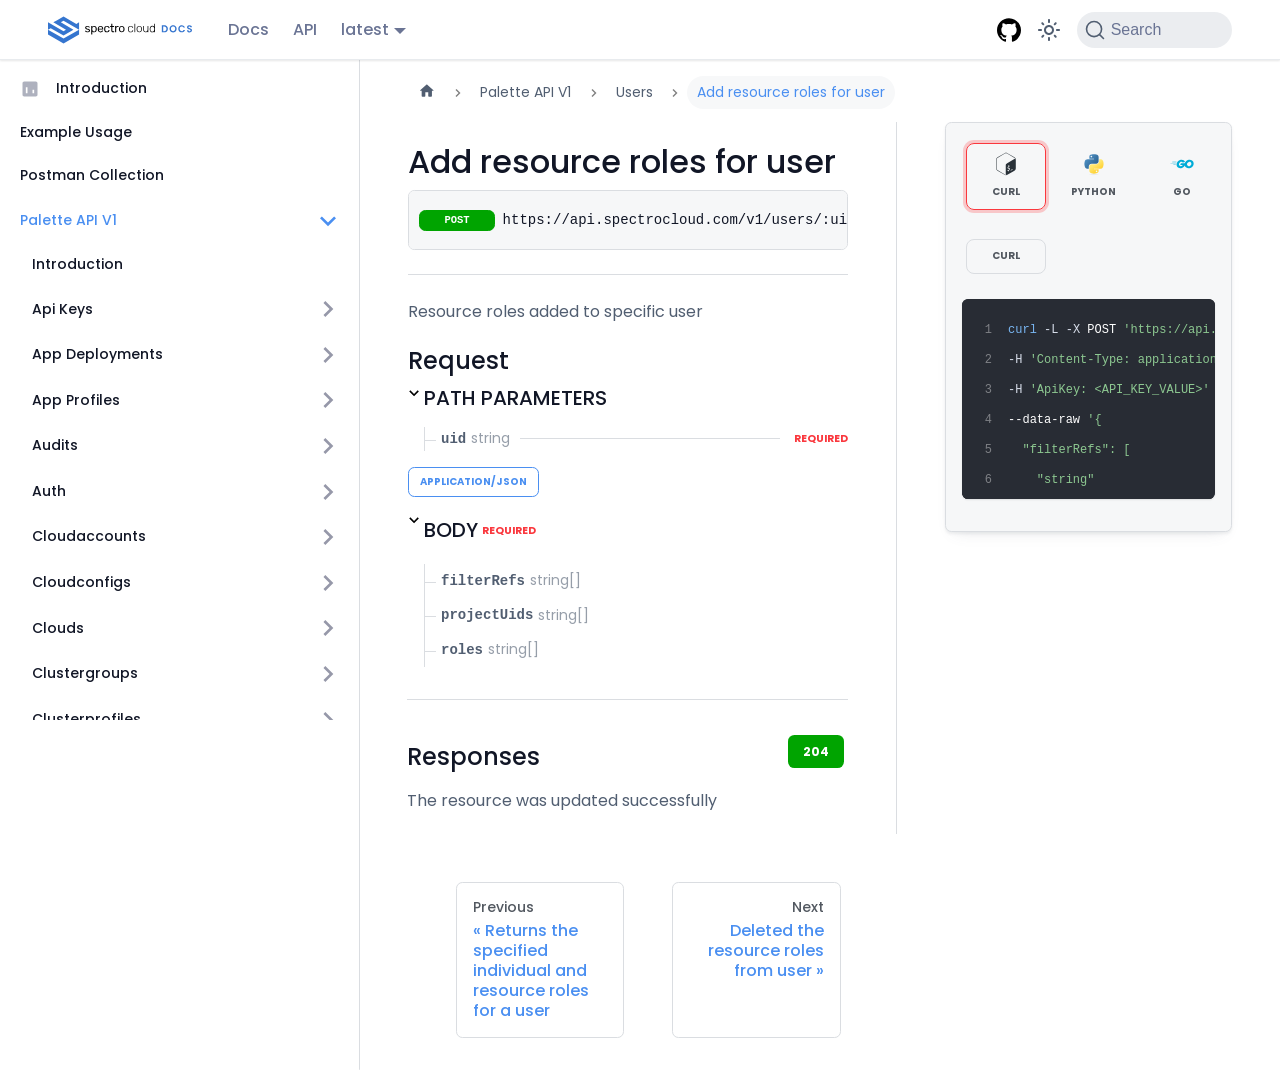 spectro cloud DOCS
Docs
API
latest
Search
Introduction
Example Usage
Postman Collection
Palette API V1
Introduction
Api Keys
App Deployments
App Profiles
Audits
Auth
Cloudaccounts
Cloudconfigs
Clouds
Clustergroups
Clusterprofiles
Palette API V1
Users
Add resource roles for user
Add resource roles for user
POST https://api.spectrocloud.com/v1/users/:ui
Resource roles added to specific user
Request
PATH PARAMETERS
uid string REQUIRED
APPLICATION/JSON
BODY REQUIRED
filterRefs string[]
projectUids string[]
roles string[]
Responses
204
The resource was updated successfully
Previous
« Returns the
specified
individual and
resource roles
for a user
Next
Deleted the
resource roles
from user »
CURL
PYTHON
GO
CURL
1 curl -L -X POST 'https://api.
2 -H 'Content-Type: application
3 -H 'ApiKey: <API_KEY_VALUE>'
4 --data-raw '{
5 "filterRefs": [
6 "string"